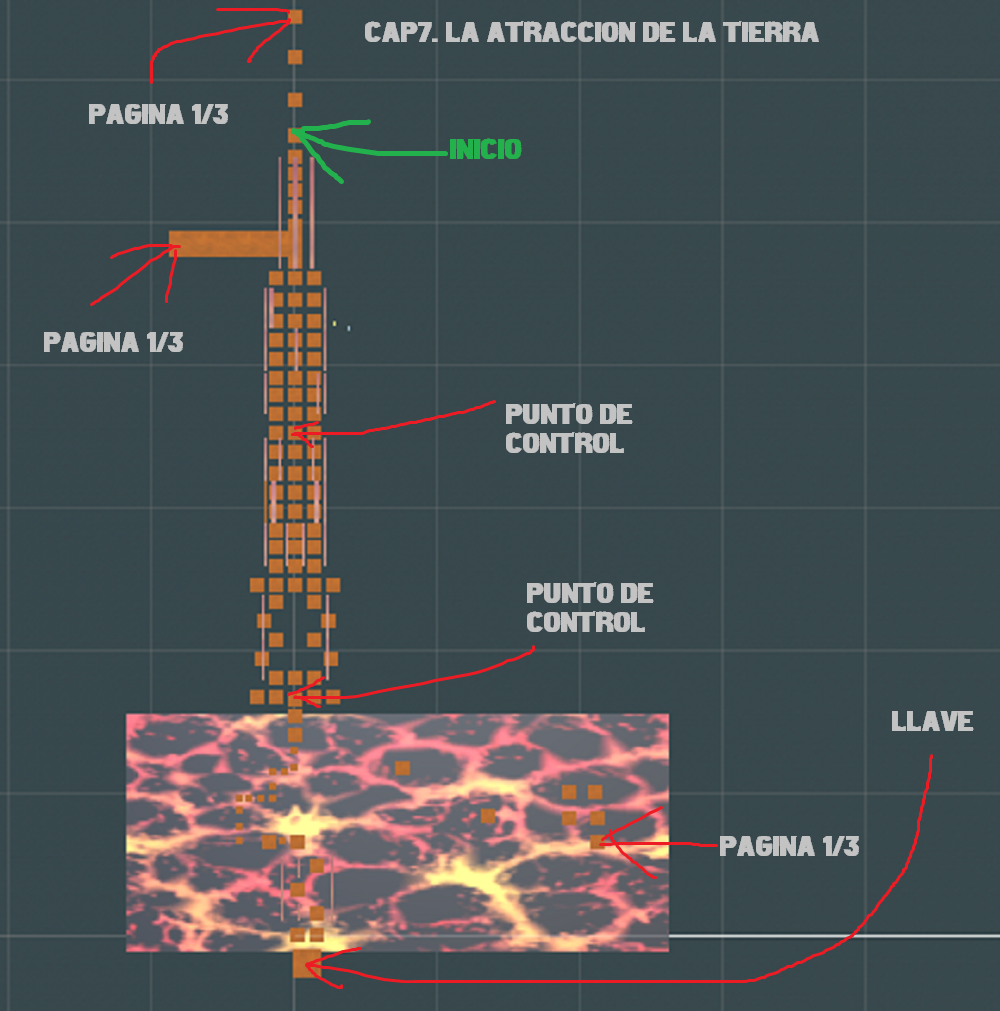 CAP7. LA ATRACCION DE LA TIERRA
PAGINA 1/3
INICIO
PAGINA 1/3
PUNTO DE
CONTROL
PUNTO DE
CONTROL
LLAVE
PAGINA 1/3